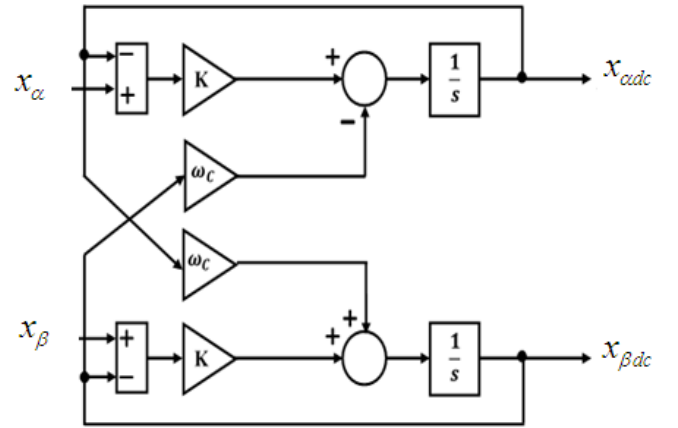 − K + 1/s x_αdc
x_α + −
ω_C
ω_C
x_β + + + 1/s x_βdc
− K